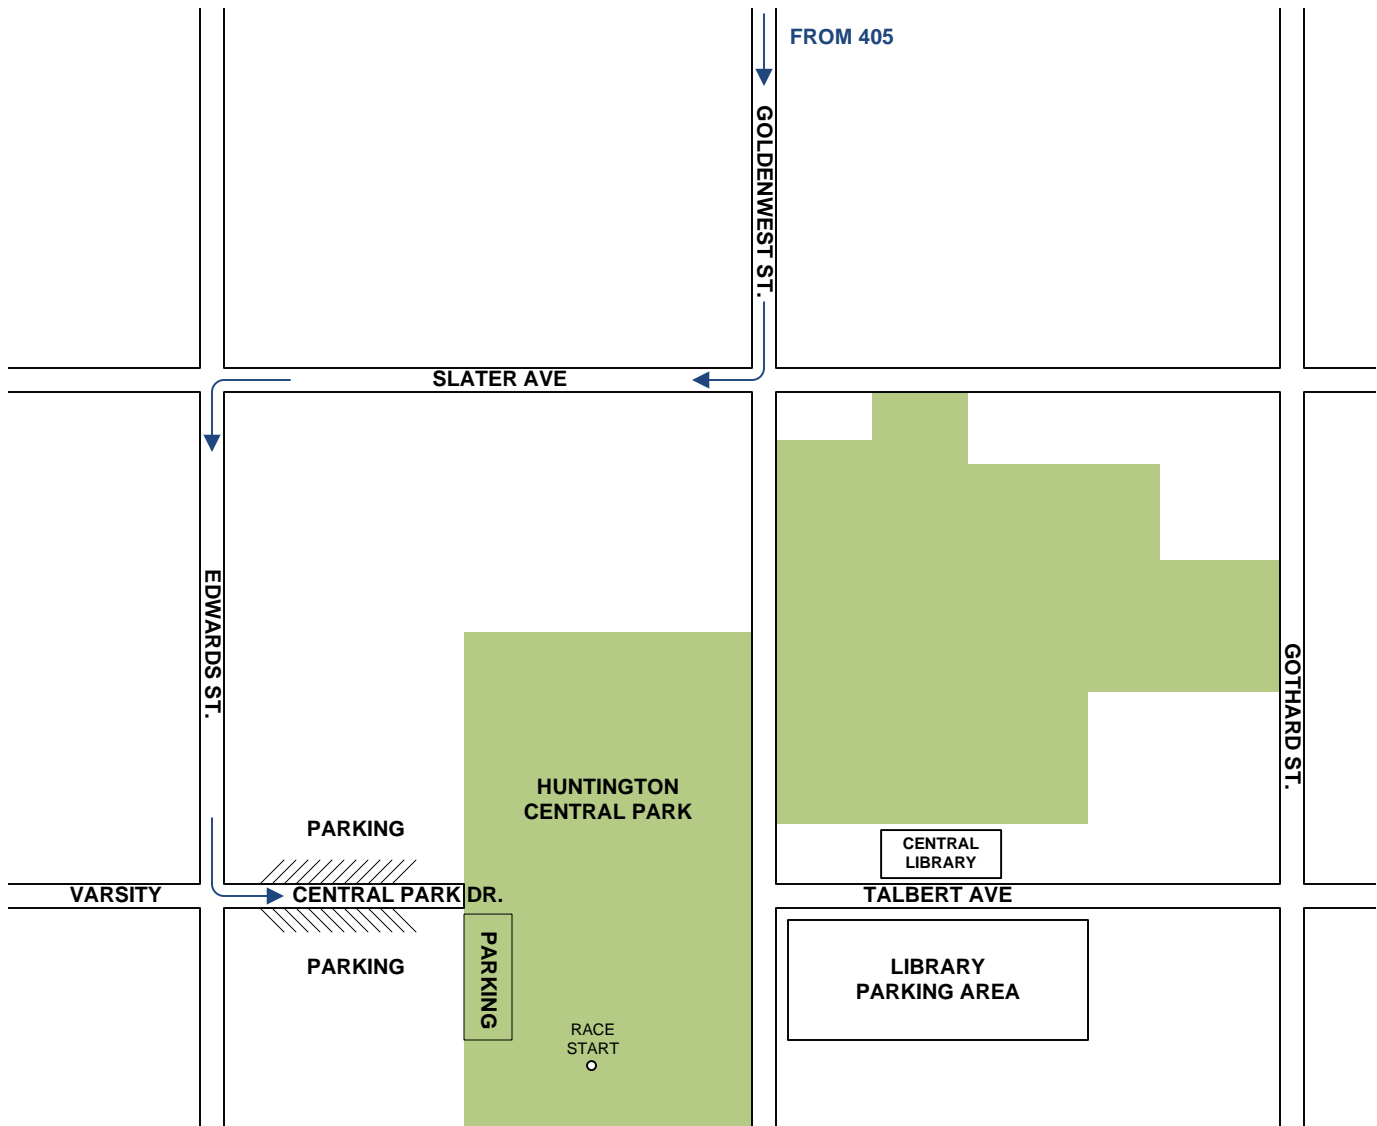 FROM 405
GOLDENWEST ST.
SLATER AVE
EDWARDS ST.
GOTHARD ST.
HUNTINGTON
CENTRAL PARK
PARKING
CENTRAL
LIBRARY
VARSITY
CENTRAL PARK DR.
TALBERT AVE
PARKING
PARKING
LIBRARY
PARKING AREA
RACE
START